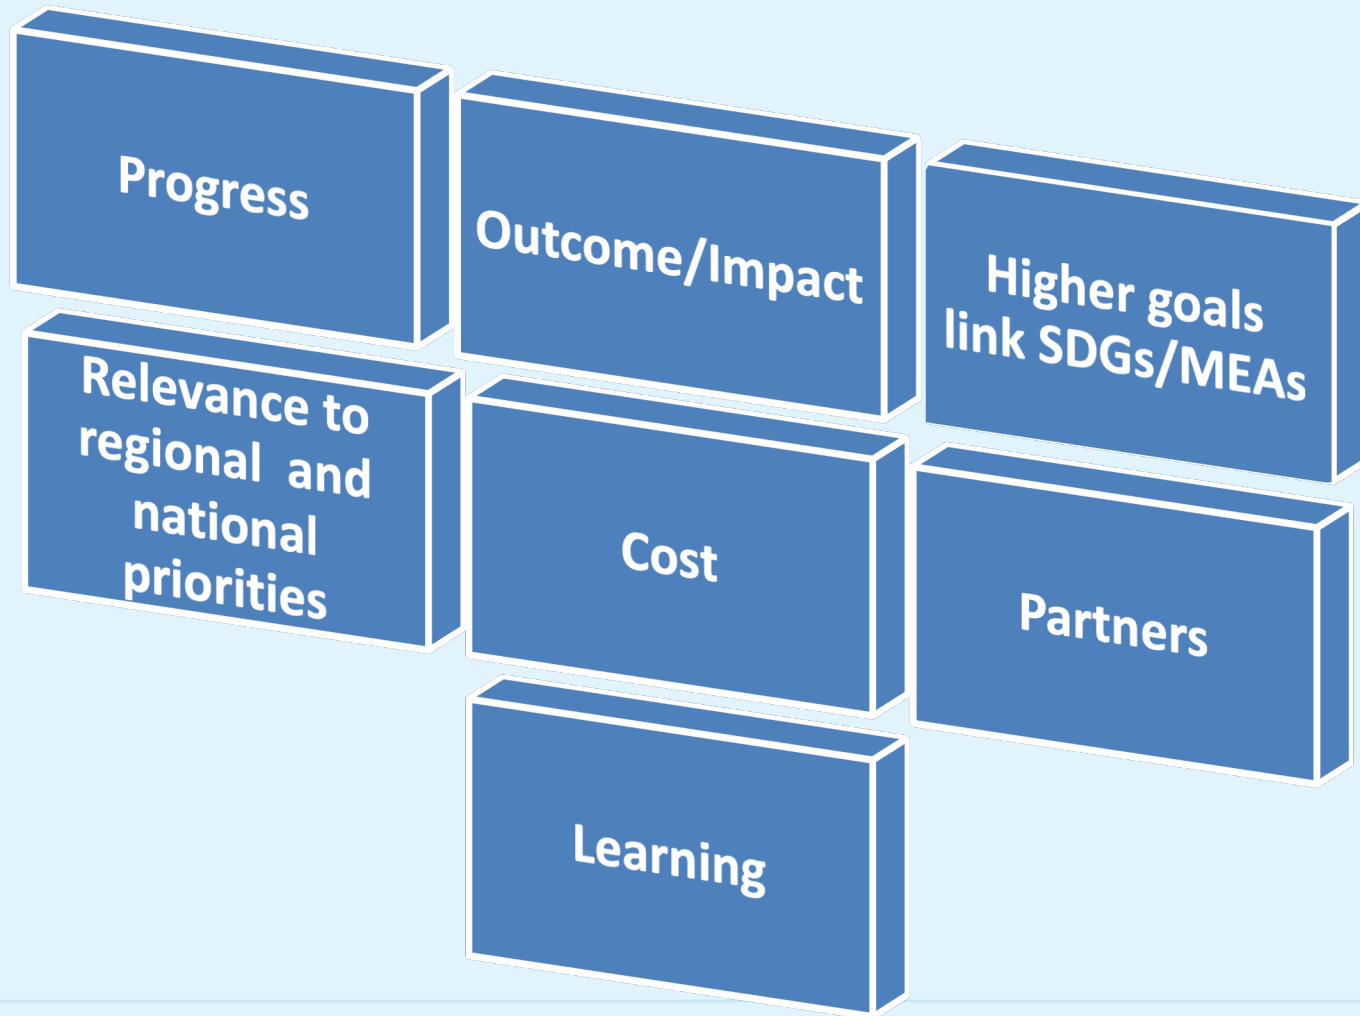 Progress
Outcome/Impact
Higher goals
link SDGs/MEAs
Relevance to
regional  and
national
priorities
Cost
Partners
Learning